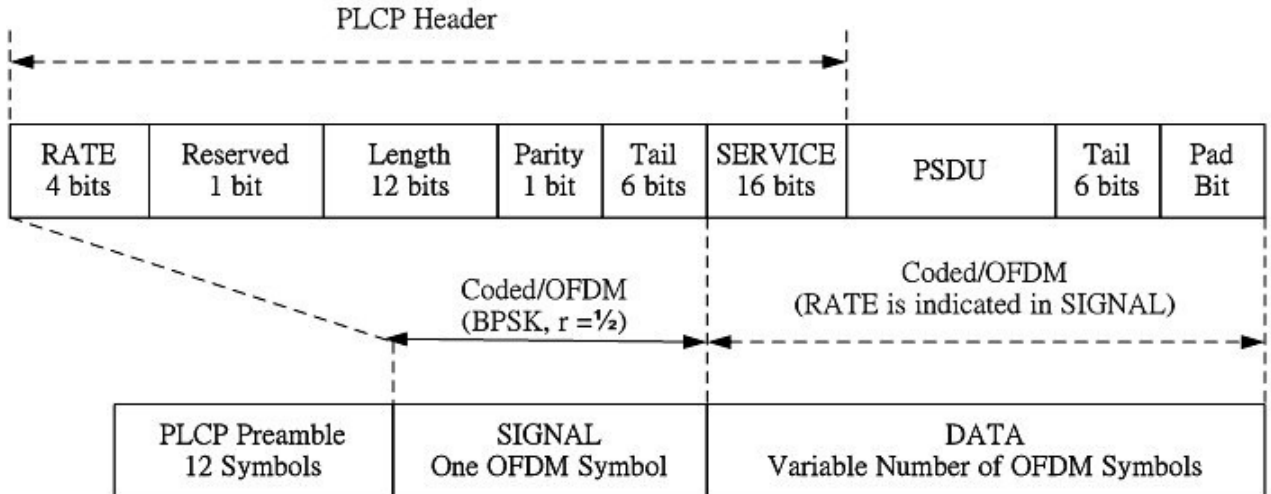 PLCP Header
RATE
4 bits
Reserved
1 bit
Length
12 bits
Parity
1 bit
Tail
6 bits
SERVICE
16 bits
PSDU
Tail
6 bits
Pad
Bit
Coded/OFDM
(BPSK, r =½)
Coded/OFDM
(RATE is indicated in SIGNAL)
PLCP Preamble
12 Symbols
SIGNAL
One OFDM Symbol
DATA
Variable Number of OFDM Symbols